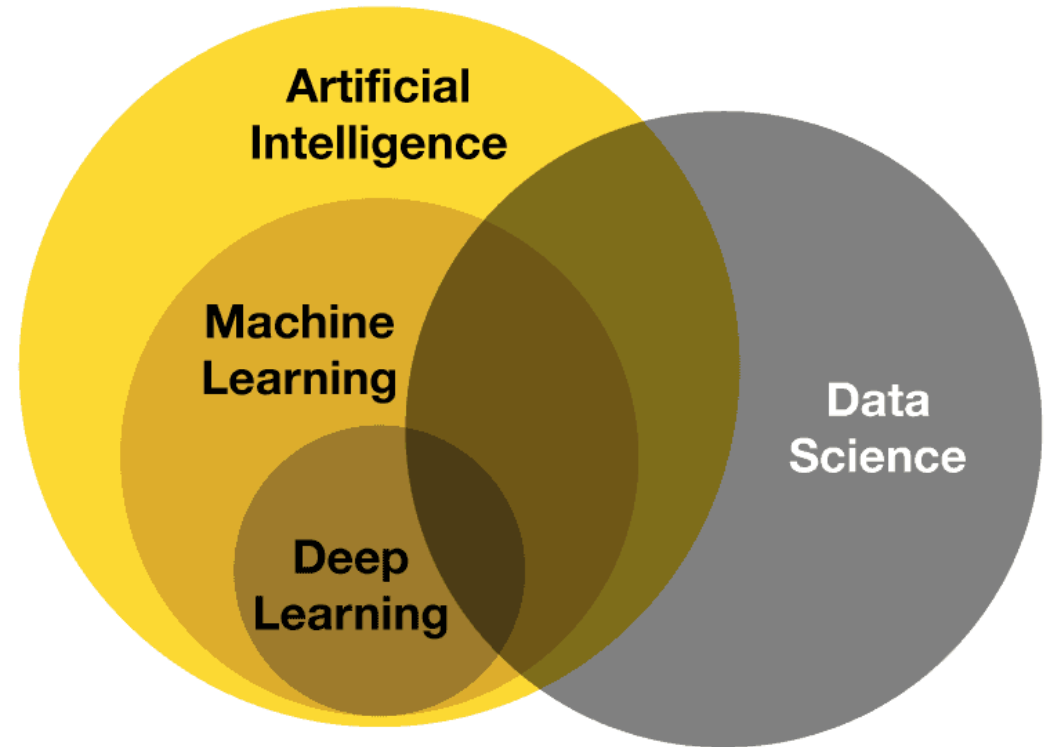 Artificial
Intelligence
Machine
Learning
Data
Science
Deep
Learning